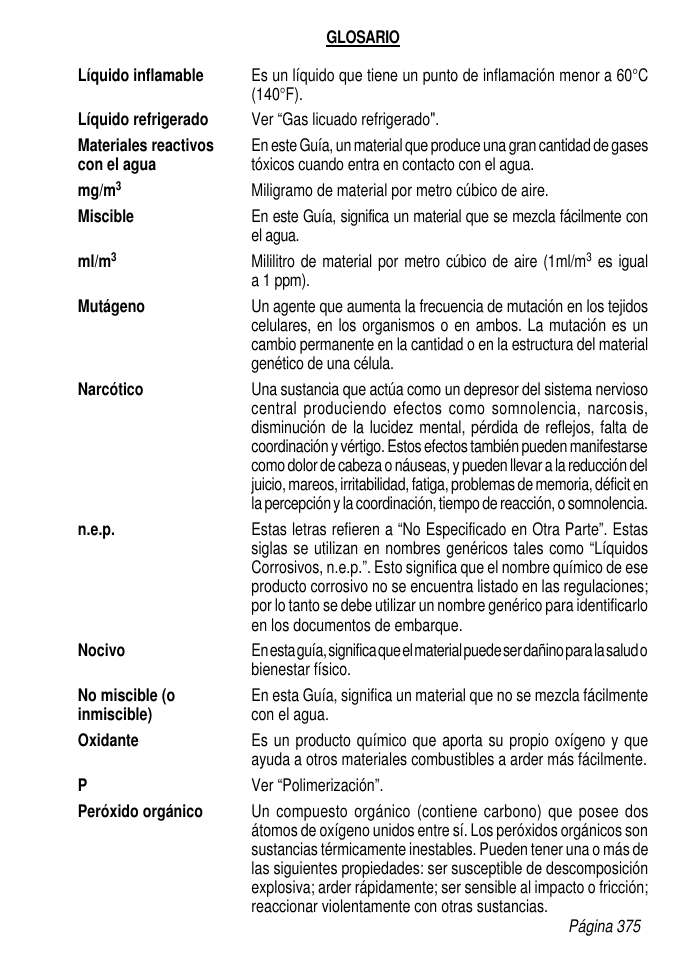 GLOSARIO
Líquido inflamable Es un líquido que tiene un punto de inflamación menor a 60°C
(140°F).
Líquido refrigerado Ver “Gas licuado refrigerado".
Materiales reactivos En este Guía, un material que produce una gran cantidad de gases
con el agua tóxicos cuando entra en contacto con el agua.
mg/m³ Miligramo de material por metro cúbico de aire.
Miscible En este Guía, significa un material que se mezcla fácilmente con
el agua.
ml/m³ Mililitro de material por metro cúbico de aire (1ml/m³ es igual
a 1 ppm).
Mutágeno Un agente que aumenta la frecuencia de mutación en los tejidos
celulares, en los organismos o en ambos. La mutación es un
cambio permanente en la cantidad o en la estructura del material
genético de una célula.
Narcótico Una sustancia que actúa como un depresor del sistema nervioso
central produciendo efectos como somnolencia, narcosis,
disminución de la lucidez mental, pérdida de reflejos, falta de
coordinación y vértigo. Estos efectos también pueden manifestarse
como dolor de cabeza o náuseas, y pueden llevar a la reducción del
juicio, mareos, irritabilidad, fatiga, problemas de memoria, déficit en
la percepción y la coordinación, tiempo de reacción, o somnolencia.
n.e.p. Estas letras refieren a “No Especificado en Otra Parte”. Estas
siglas se utilizan en nombres genéricos tales como “Líquidos
Corrosivos, n.e.p.”. Esto significa que el nombre químico de ese
producto corrosivo no se encuentra listado en las regulaciones;
por lo tanto se debe utilizar un nombre genérico para identificarlo
en los documentos de embarque.
Nocivo En esta guía, significa que el material puede ser dañino para la salud o
bienestar físico.
No miscible (o En esta Guía, significa un material que no se mezcla fácilmente
inmiscible) con el agua.
Oxidante Es un producto químico que aporta su propio oxígeno y que
ayuda a otros materiales combustibles a arder más fácilmente.
P Ver “Polimerización”.
Peróxido orgánico Un compuesto orgánico (contiene carbono) que posee dos
átomos de oxígeno unidos entre sí. Los peróxidos orgánicos son
sustancias térmicamente inestables. Pueden tener una o más de
las siguientes propiedades: ser susceptible de descomposición
explosiva; arder rápidamente; ser sensible al impacto o fricción;
reaccionar violentamente con otras sustancias.
Página 375